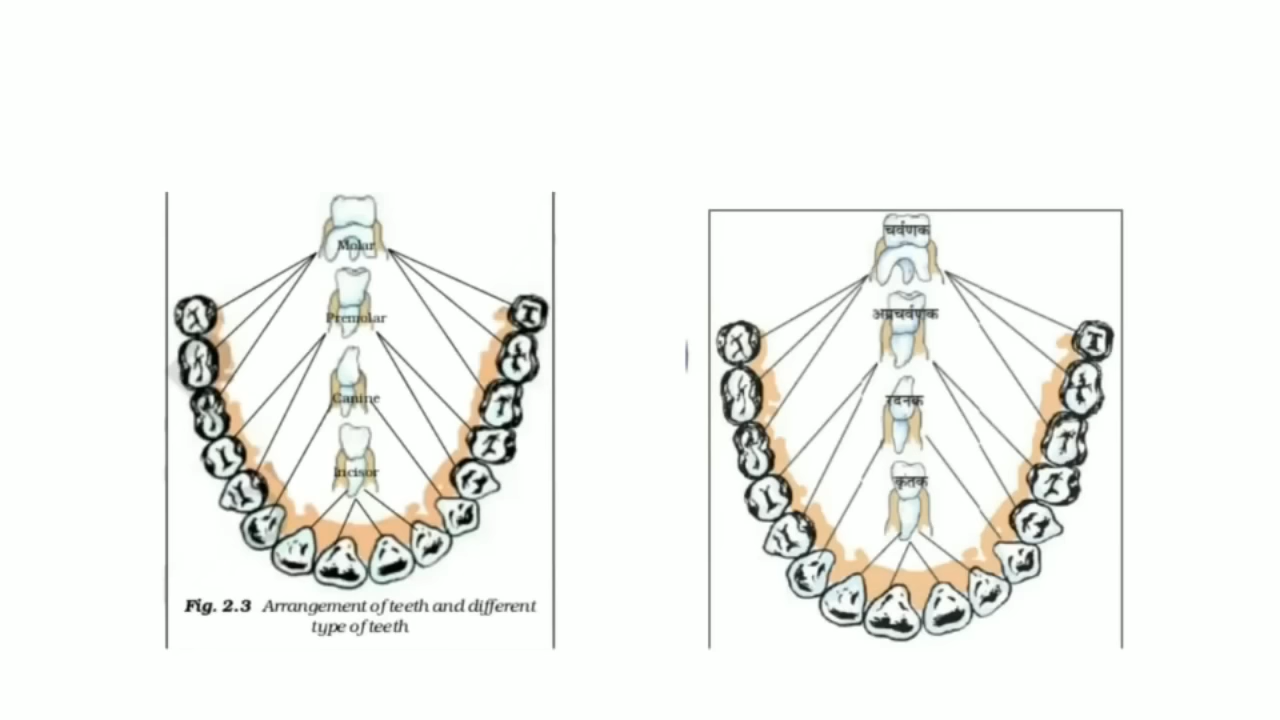 Molar
Premolar
Canine
Incisor
Fig. 2.3 Arrangement of teeth and different
type of teeth
चर्वणक
अग्रचर्वणक
रदनक
कृंतक